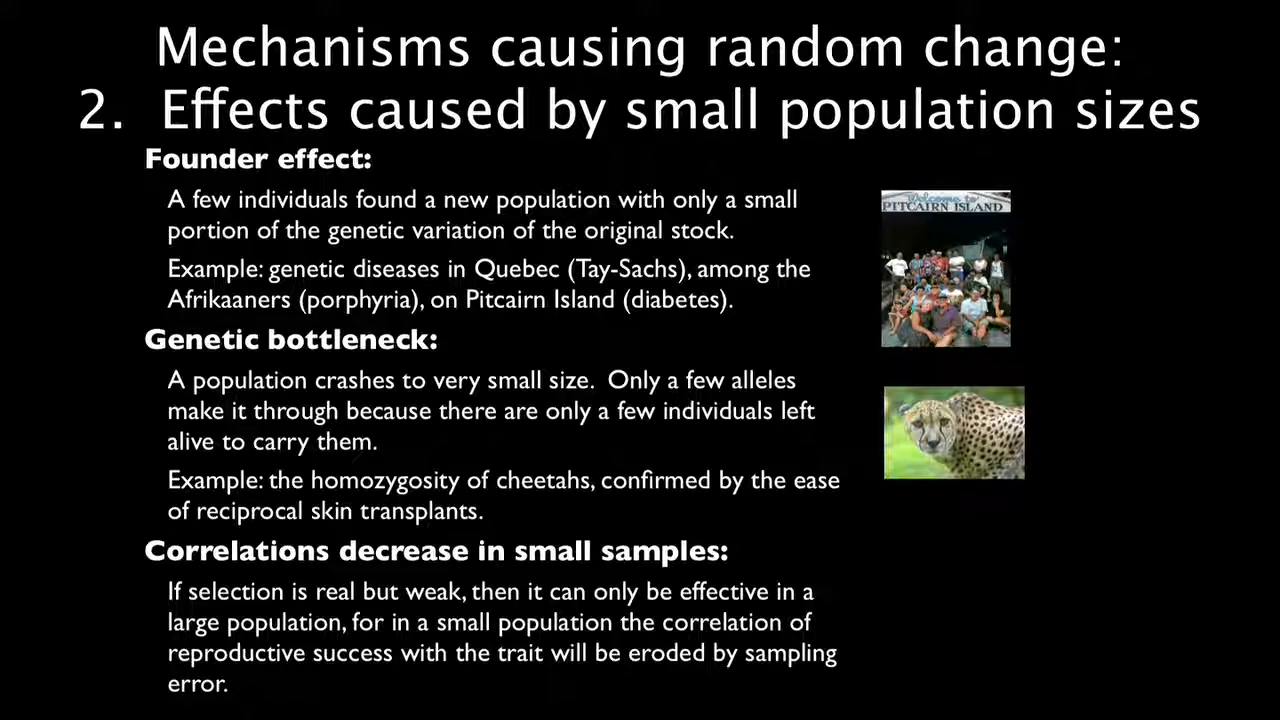 Mechanisms causing random change:
2. Effects caused by small population sizes
Founder effect:
A few individuals found a new population with only a small
portion of the genetic variation of the original stock.
Example: genetic diseases in Quebec (Tay-Sachs), among the
Afrikaaners (porphyria), on Pitcairn Island (diabetes).
Welcome to
PITCAIRN ISLAND
Genetic bottleneck:
A population crashes to very small size. Only a few alleles
make it through because there are only a few individuals left
alive to carry them.
Example: the homozygosity of cheetahs, confirmed by the ease
of reciprocal skin transplants.
Correlations decrease in small samples:
If selection is real but weak, then it can only be effective in a
large population, for in a small population the correlation of
reproductive success with the trait will be eroded by sampling
error.